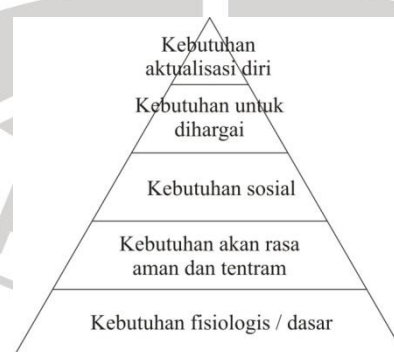 Kebutuhan
aktualisasi diri
Kebutuhan untuk
dihargai
Kebutuhan sosial
Kebutuhan akan rasa
aman dan tentram
Kebutuhan fisiologis / dasar